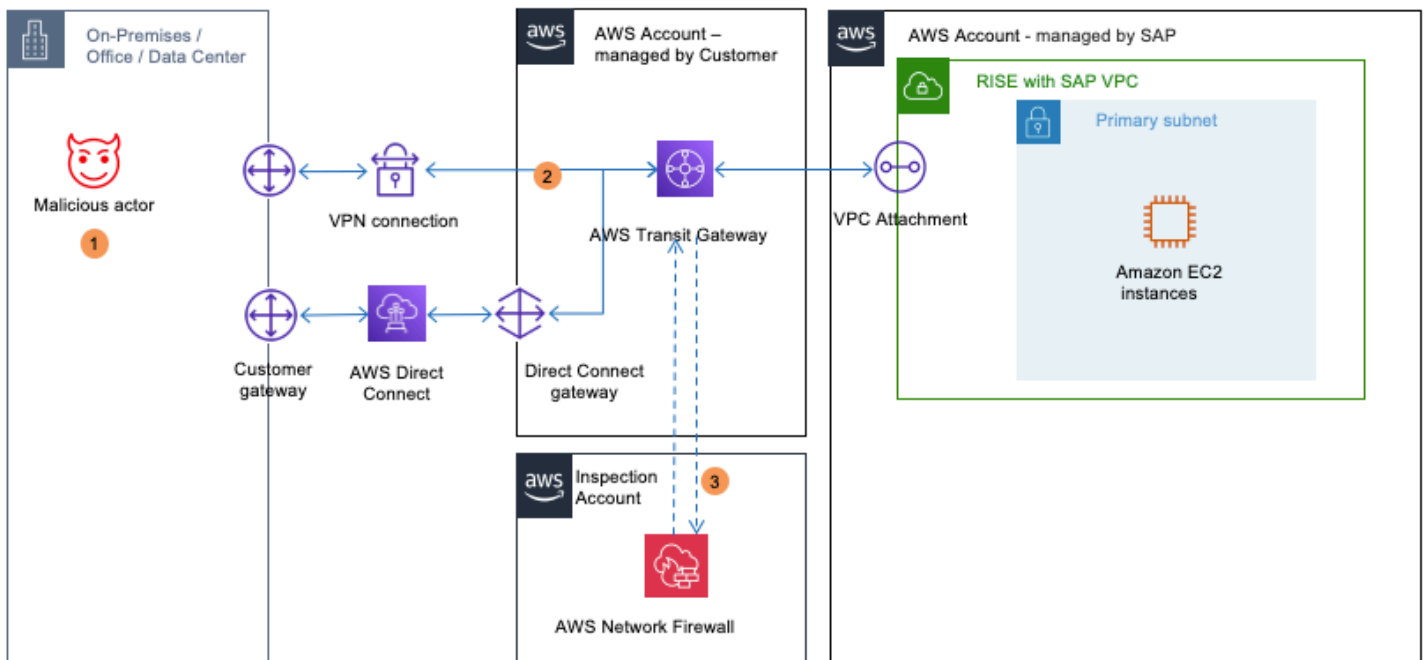 On-Premises /
Office / Data Center
Malicious actor
1
VPN connection
Customer
gateway
AWS Direct
Connect
aws
AWS Account –
managed by Customer
2
AWS Transit Gateway
Direct Connect
gateway
aws
Inspection
Account
3
AWS Network Firewall
aws
AWS Account - managed by SAP
RISE with SAP VPC
Primary subnet
VPC Attachment
Amazon EC2
instances